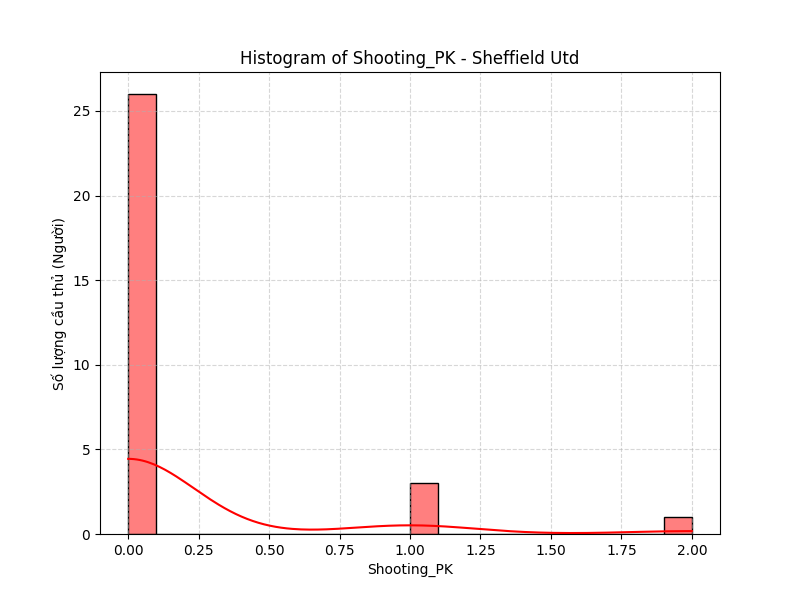 Histogram of Shooting_PK - Sheffield Utd
Số lượng cầu thủ (Người)
25
20
15
10
5
0
0.00 0.25 0.50 0.75 1.00 1.25 1.50 1.75 2.00
Shooting_PK